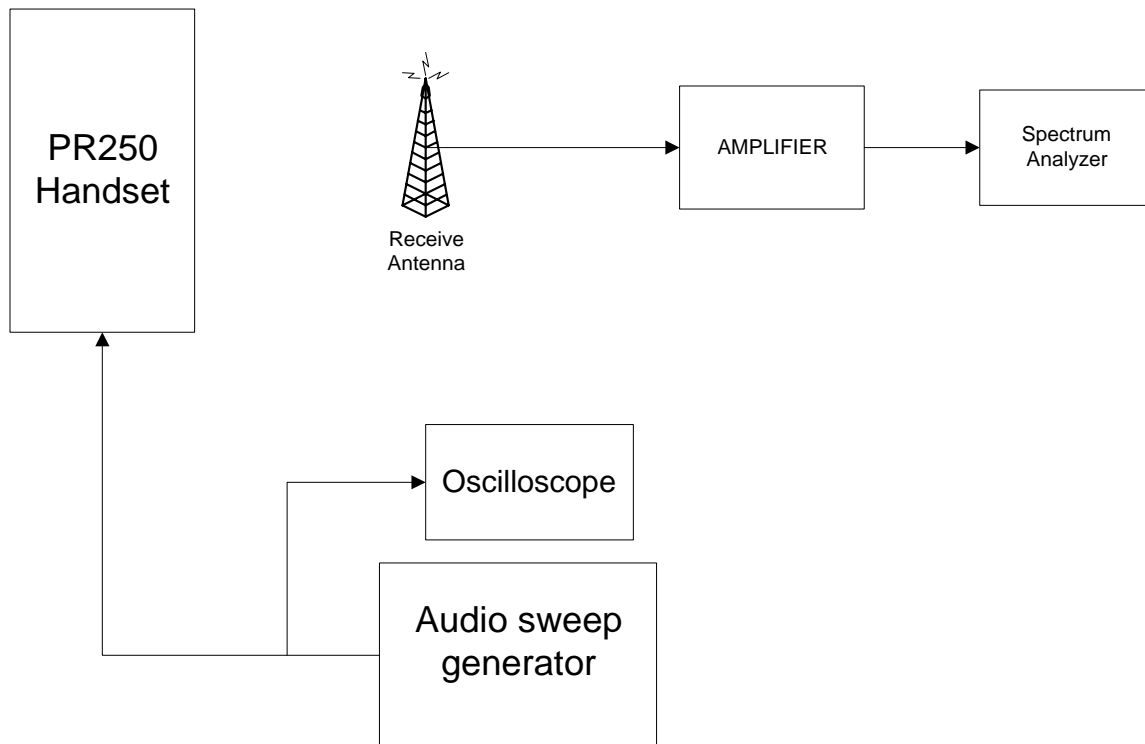 PR250
Handset
Receive
Antenna
AMPLIFIER
Spectrum
Analyzer
Oscilloscope
Audio sweep
generator